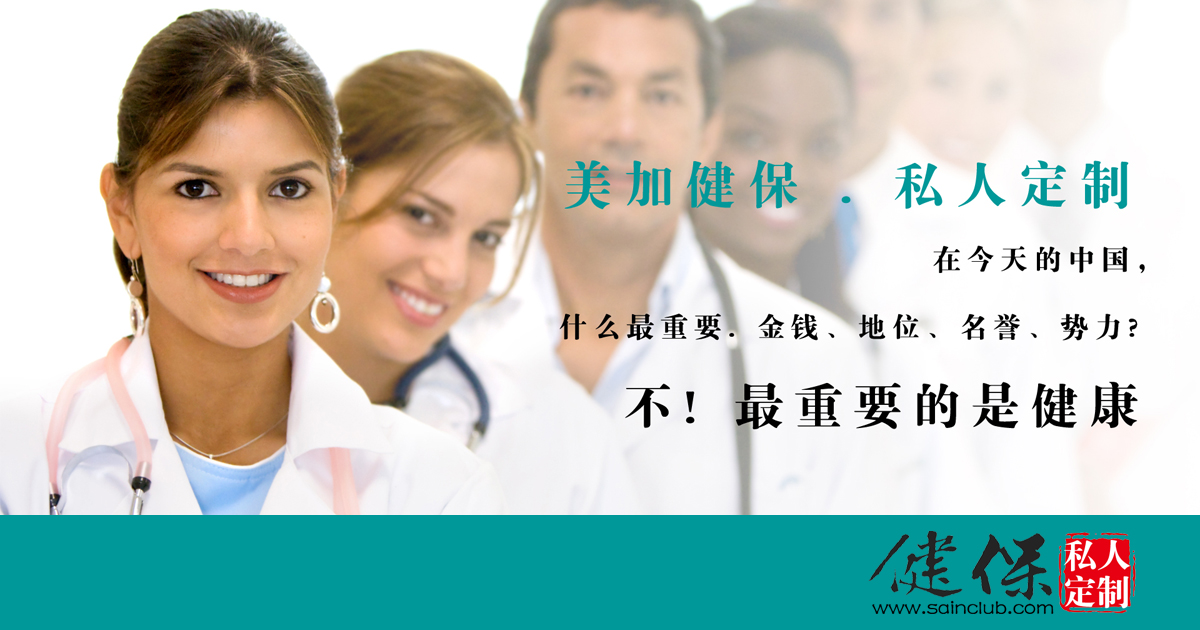 美加健保 . 私人定制
在今天的中国，
什么最重要. 金钱、地位、名誉、势力?
不! 最重要的是健康
健保
私人
定制
www.sainclub.com